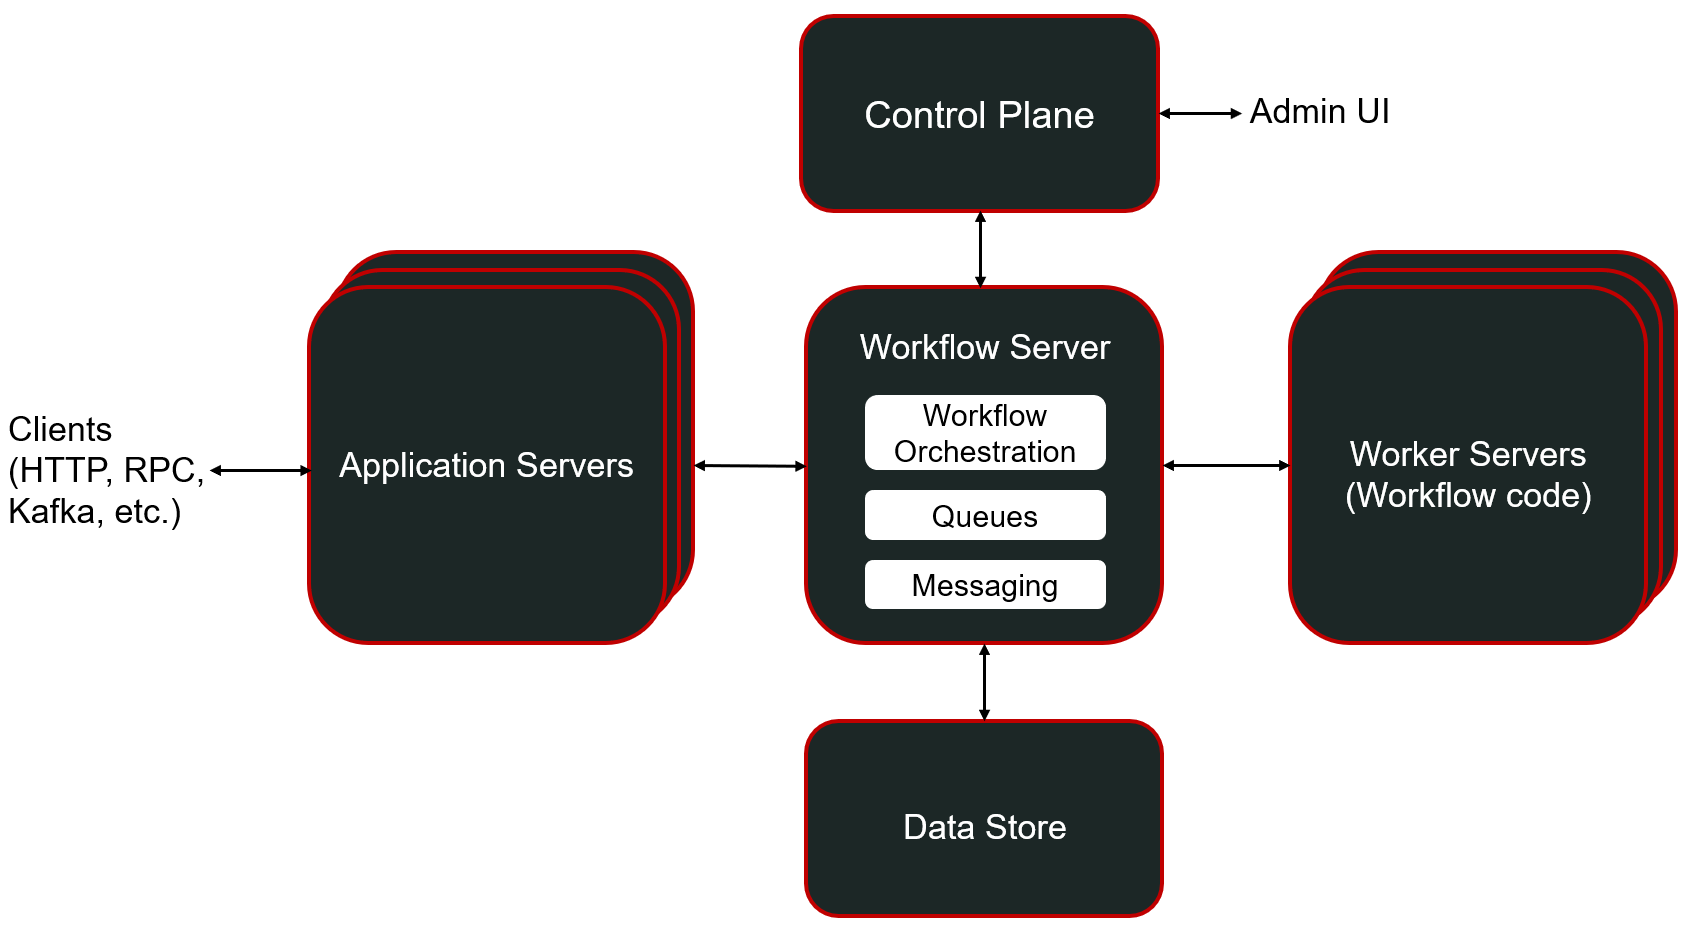 Control Plane
Admin UI
Clients
(HTTP, RPC,
Kafka, etc.)
Application Servers
Workflow Server
Workflow
Orchestration
Queues
Messaging
Worker Servers
(Workflow code)
Data Store